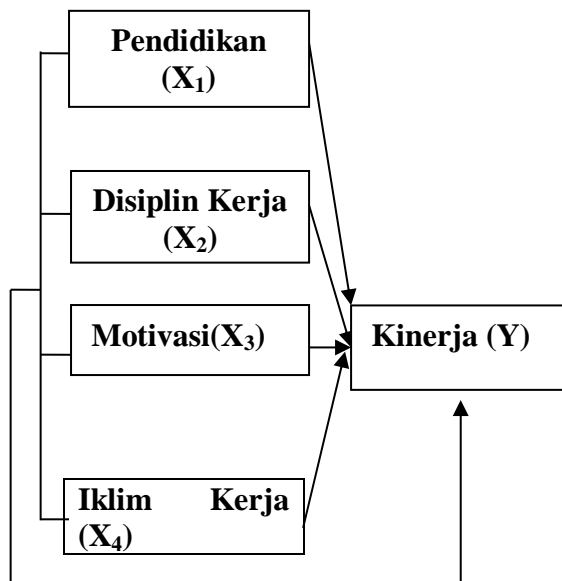 Pendidikan
(X₁)
Disiplin Kerja
(X₂)
Motivasi(X₃)
Kinerja (Y)
Iklim Kerja
(X₄)